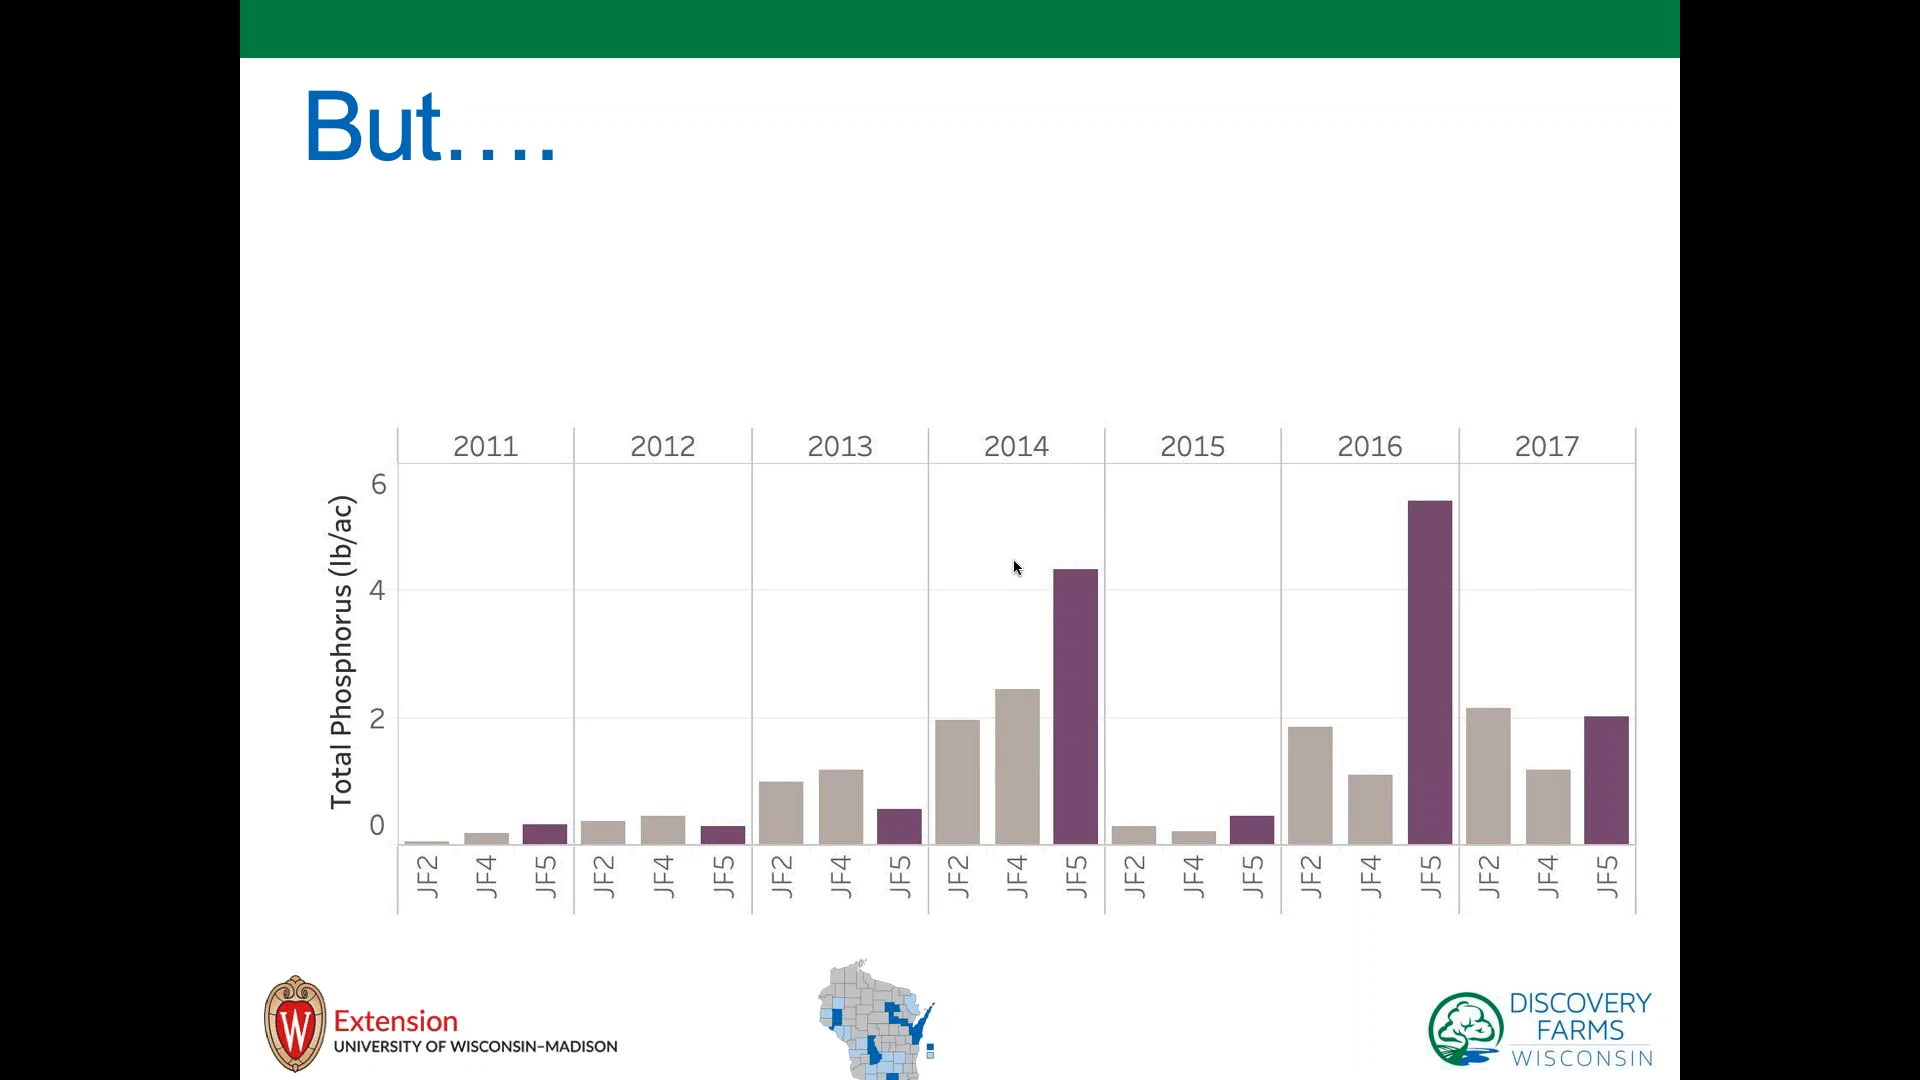 But....
2011 2012 2013 2014 2015 2016 2017
Total Phosphorus (lb/ac)
6
4
2
0
JF2 JF4 JF5 JF2 JF4 JF5 JF2 JF4 JF5 JF2 JF4 JF5 JF2 JF4 JF5 JF2 JF4 JF5 JF2 JF4 JF5
W
Extension
UNIVERSITY OF WISCONSIN–MADISON
DISCOVERY
FARMS
WISCONSIN